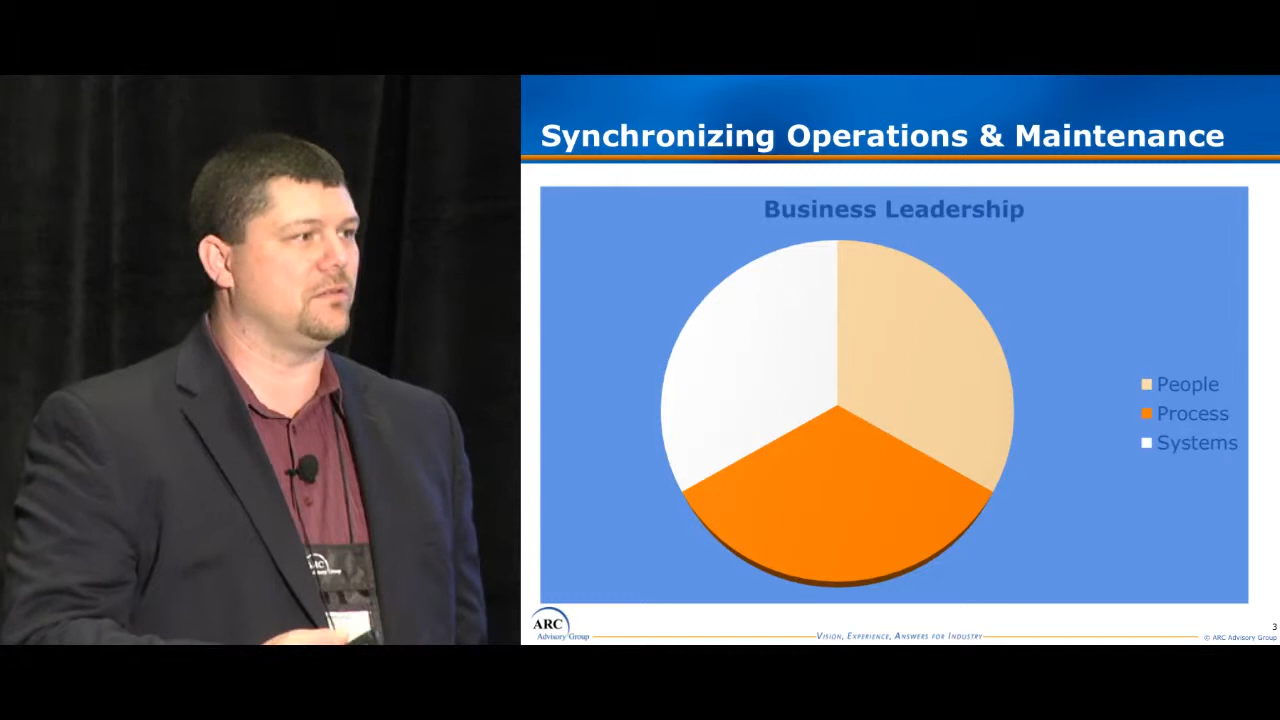 Synchronizing Operations & Maintenance
Business Leadership
People
Process
Systems
ARC
Advisory Group
VISION, EXPERIENCE, ANSWERS FOR INDUSTRY
3
© ARC Advisory Group